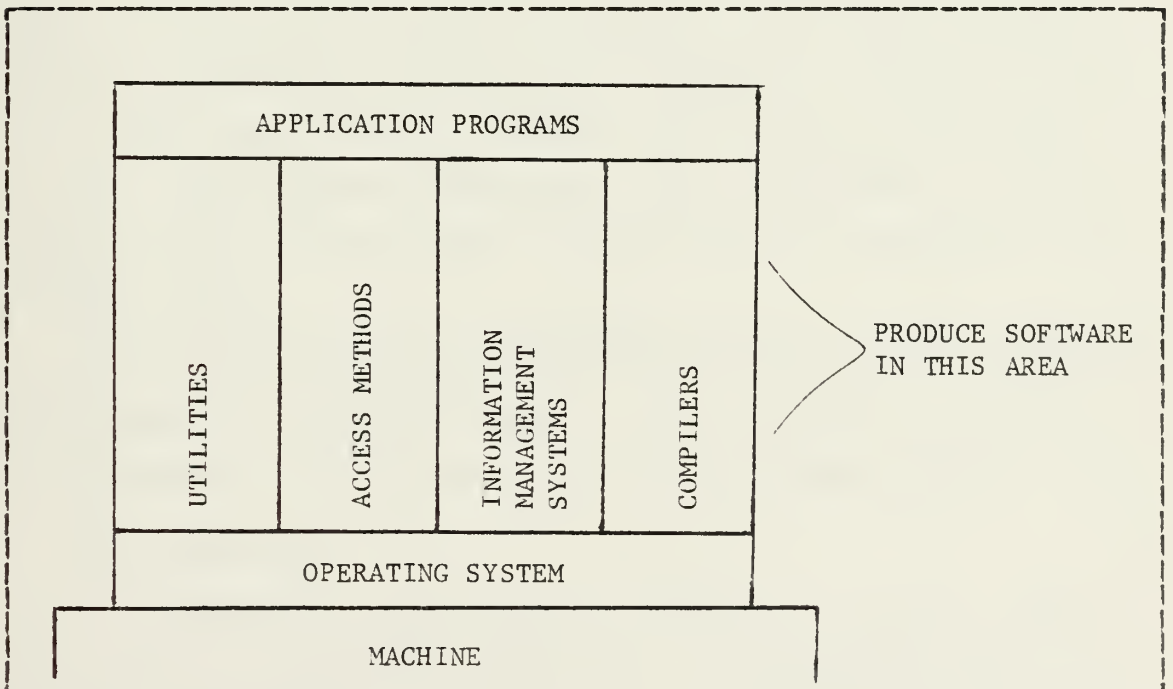 APPLICATION PROGRAMS
UTILITIES
ACCESS METHODS
INFORMATION
MANAGEMENT
SYSTEMS
COMPILERS
PRODUCE SOFTWARE
IN THIS AREA
OPERATING SYSTEM
MACHINE